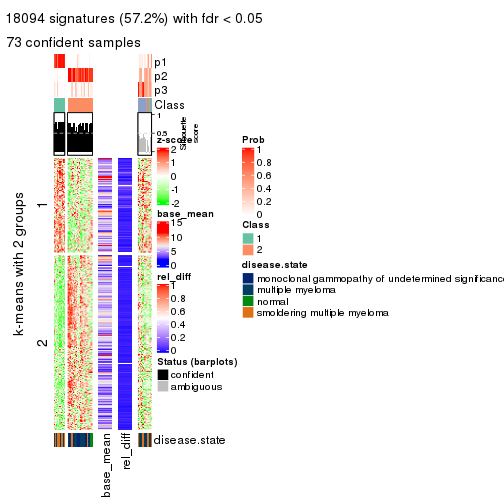 18094 signatures (57.2%) with fdr < 0.05
73 confident samples
p1
p2
p3
Class
1
0.5
0
Silhouette
score
k-means with 2 groups
1
2
z-score
2
1
0
-1
-2
base_mean
15
10
5
0
rel_diff
1
0.8
0.6
0.4
0.2
0
Status (barplots)
confident
ambiguous
Prob
1
0.8
0.6
0.4
0.2
0
Class
1
2
disease.state
monoclonal gammopathy of undetermined significance
multiple myeloma
normal
smoldering multiple myeloma
disease.state
base_mean
rel_diff